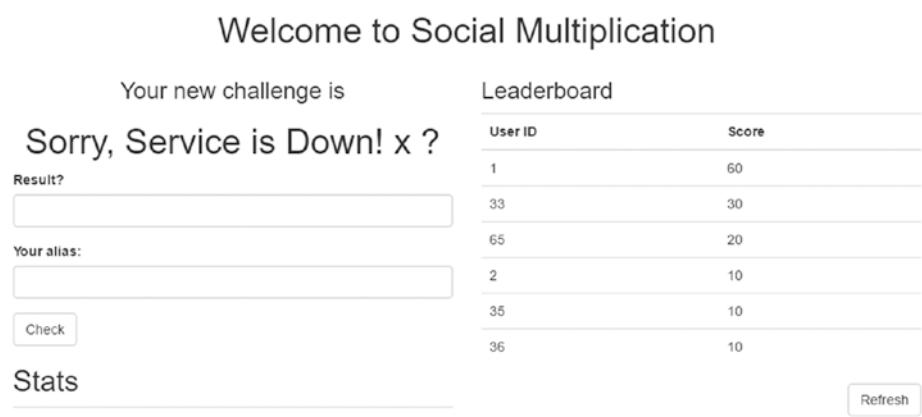 Welcome to Social Multiplication
Your new challenge is
Sorry, Service is Down! x ?
Result?
Your alias:
Check
Stats
Leaderboard
User ID Score
1 60
33 30
65 20
2 10
35 10
36 10
Refresh